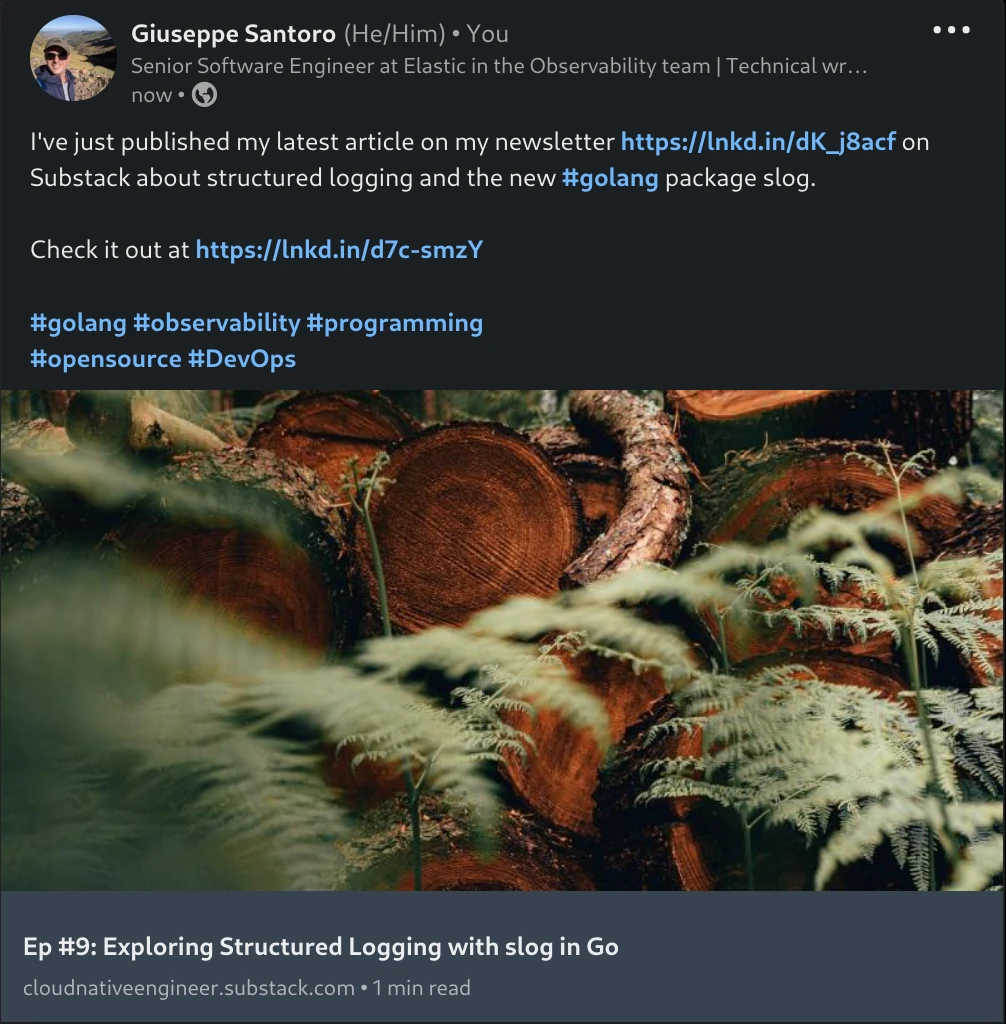 Giuseppe Santoro (He/Him) • You
Senior Software Engineer at Elastic in the Observability team | Technical wr...
now •
I've just published my latest article on my newsletter https://lnkd.in/dK_j8acf on
Substack about structured logging and the new #golang package slog.
Check it out at https://lnkd.in/d7c-smzY
#golang #observability #programming
#opensource #DevOps
Ep #9: Exploring Structured Logging with slog in Go
cloudnativeengineer.substack.com • 1 min read